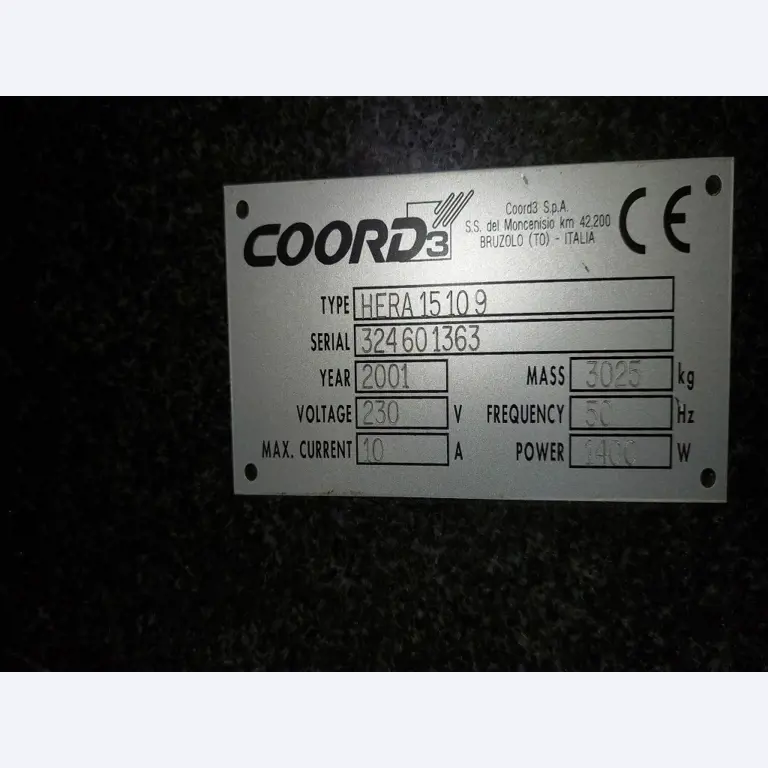 COORD3
Coord3 S.p.A.
S.S. del Moncenisio km 42,200
BRUZOLO (TO) - ITALIA
CE
TYPE HERA 15 10 9
SERIAL 324601363
YEAR 2001 MASS 3025 kg
VOLTAGE 230 V FREQUENCY 50 Hz
MAX. CURRENT 10 A POWER 1400 W